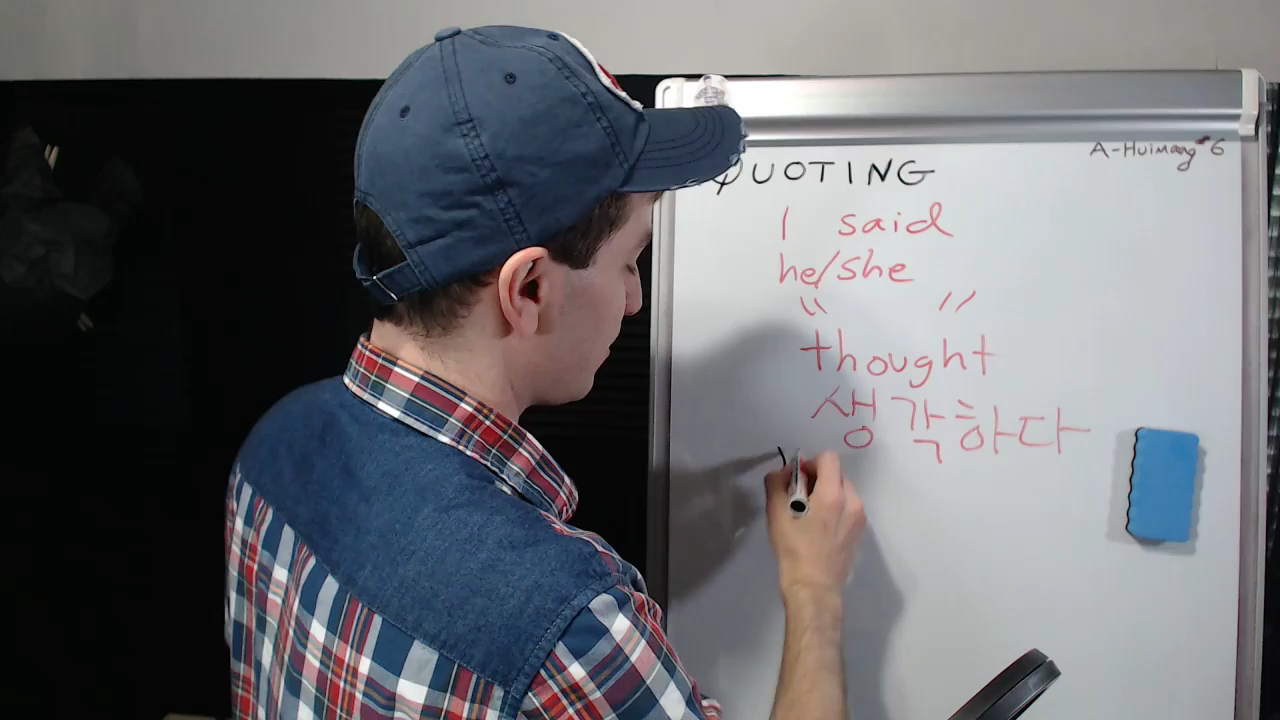 A-Huimang #6
QUOTING
I said
he/she
" "
thought
생각하다